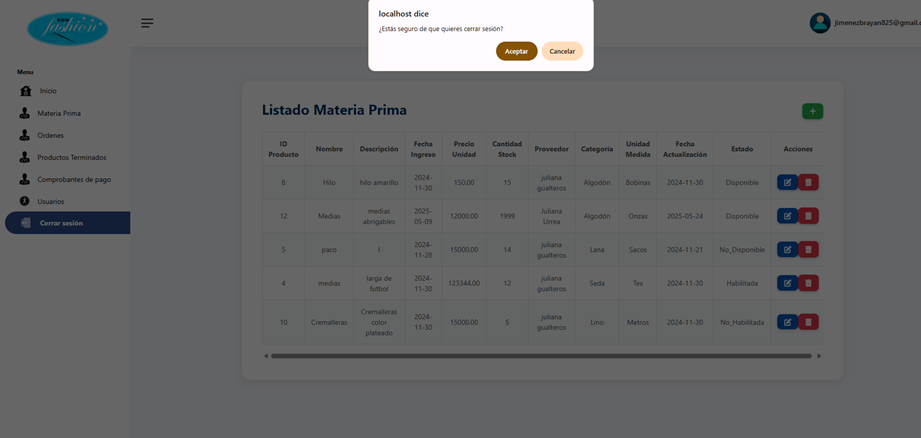 fashion
localhost dice
¿Estás seguro de que quieres cerrar sesión?
Aceptar Cancelar
jimenezbrayan825@gmail.c
Menu
Inicio
Materia Prima
Ordenes
Productos Terminados
Comprobantes de pago
Usuarios
Cerrar sesión
Listado Materia Prima
+
ID Producto Nombre Descripción Fecha Ingreso Precio Unidad Cantidad Stock Proveedor Categoría Unidad Medida Fecha Actualización Estado Acciones
8 Hilo hilo amarillo 2024-11-30 150.00 15 juliana gualteros Algodón Bobinas 2024-11-30 Disponible
12 Medias medias abrigables 2025-05-09 12000.00 1999 Juliana Urrea Algodón Onzas 2025-05-24 Disponible
5 paco 2024-11-28 15000.00 14 juliana gualteros Lana Sacos 2024-11-21 No_Disponible
4 medias larga de futbol 2024-11-30 123344.00 12 juliana gualteros Seda Tex 2024-11-30 Habilitada
10 Cremalleras Cremalleras color plateado 2024-11-30 15000.00 5 juliana gualteros Lino Metros 2024-11-30 No_Habilitada